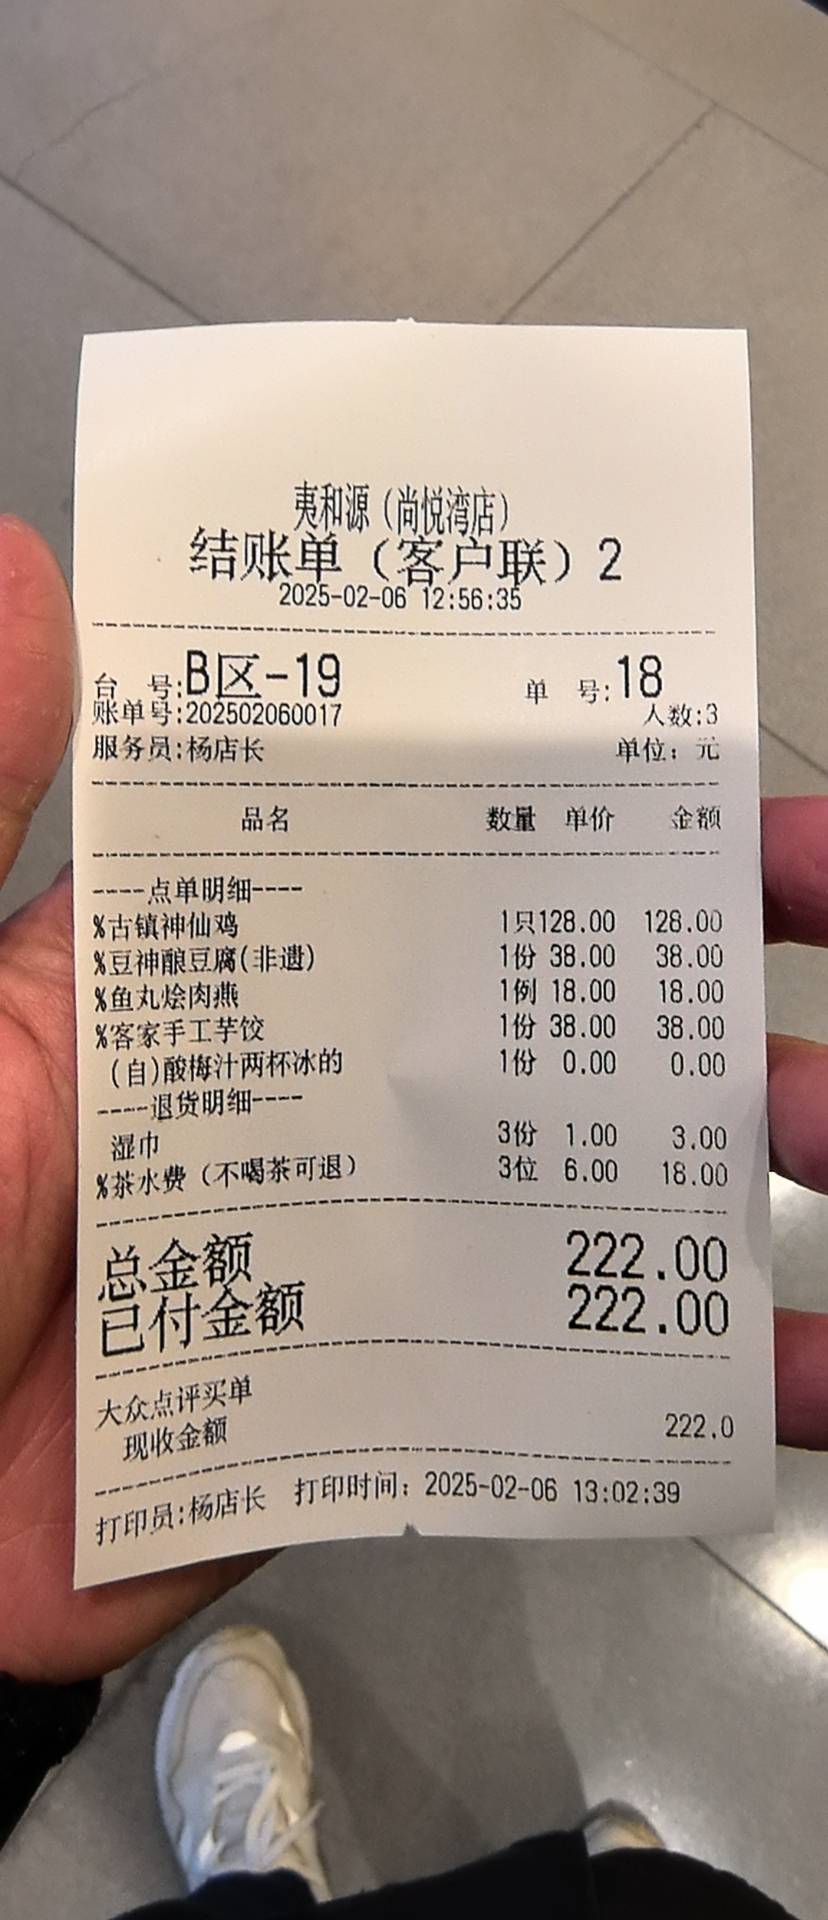 夷和源（尚悦湾店）
结账单（客户联）2
2025-02-06 12:56:35
台 号:B区-19 单 号:18
账单号:202502060017 人数:3
服务员:杨店长 单位：元
品名 数量 单价 金额
----点单明细----
%古镇神仙鸡 1只128.00 128.00
%豆神酿豆腐(非遗) 1份 38.00 38.00
%鱼丸烩肉燕 1例 18.00 18.00
%客家手工芋饺 1份 38.00 38.00
(自)酸梅汁两杯冰的 1份 0.00 0.00
----退货明细----
湿巾 3份 1.00 3.00
%茶水费（不喝茶可退） 3位 6.00 18.00
总金额 222.00
已付金额 222.00
大众点评买单
现收金额 222.0
打印员:杨店长 打印时间：2025-02-06 13:02:39